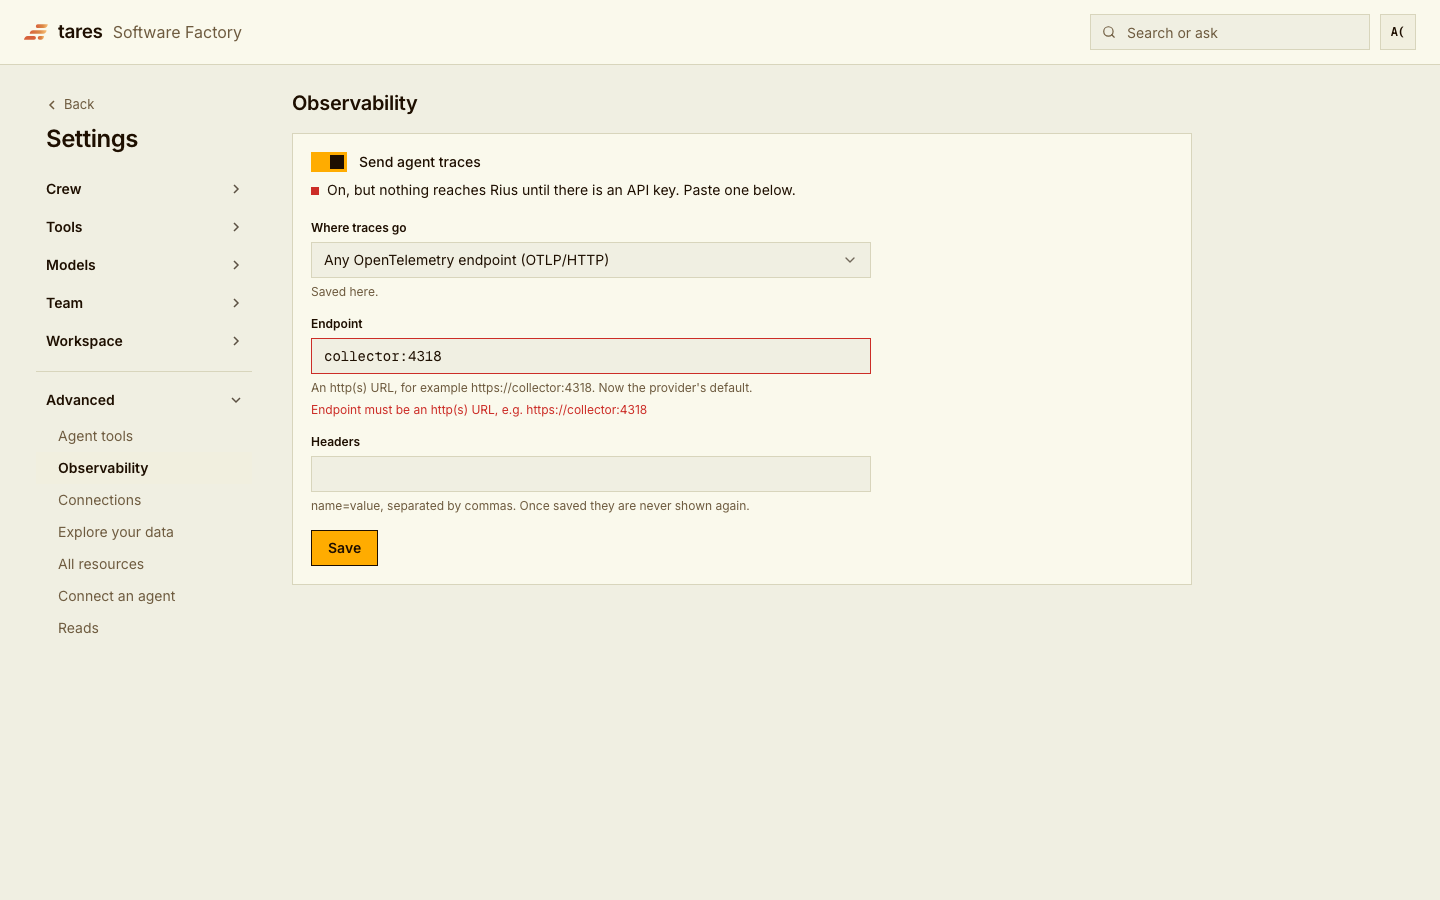 tares Software Factory
Search or ask
A(
Back
Settings
Crew
Tools
Models
Team
Workspace
Advanced
Agent tools
Observability
Connections
Explore your data
All resources
Connect an agent
Reads
Observability
Send agent traces
On, but nothing reaches Rius until there is an API key. Paste one below.
Where traces go
Any OpenTelemetry endpoint (OTLP/HTTP)
Saved here.
Endpoint
collector:4318
An http(s) URL, for example https://collector:4318. Now the provider's default.
Endpoint must be an http(s) URL, e.g. https://collector:4318
Headers
name=value, separated by commas. Once saved they are never shown again.
Save